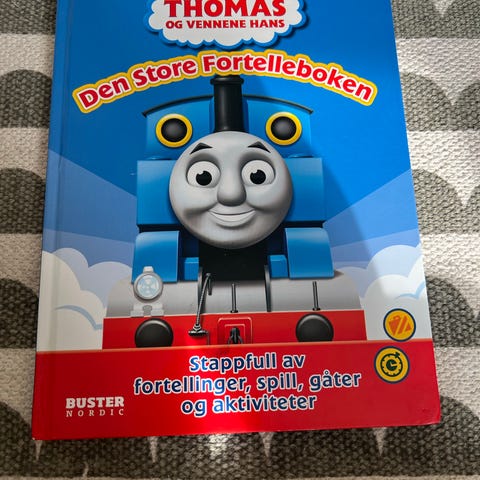 THOMAS
OG VENNENE HANS
Den Store Fortelleboken
Stappfull av
fortellinger, spill, gåter
og aktiviteter
BUSTER
NORDIC